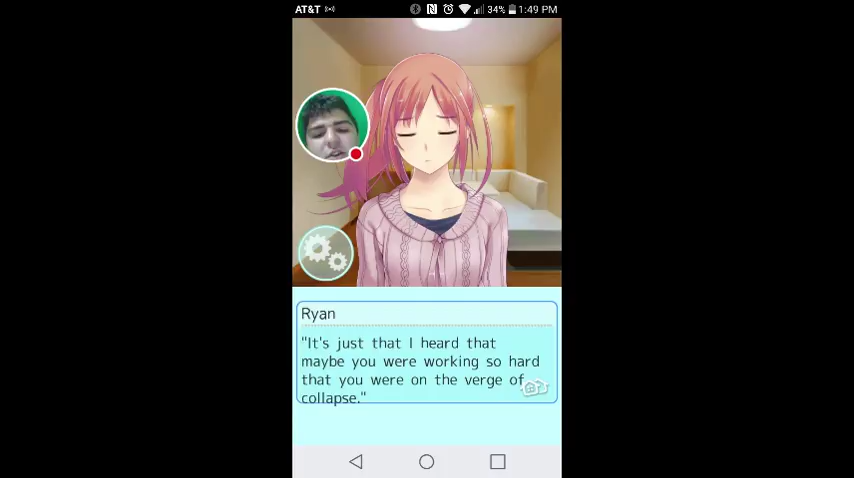 AT&T 34% 1:49 PM
Ryan
"It's just that I heard that
maybe you were working so hard
that you were on the verge of
collapse."